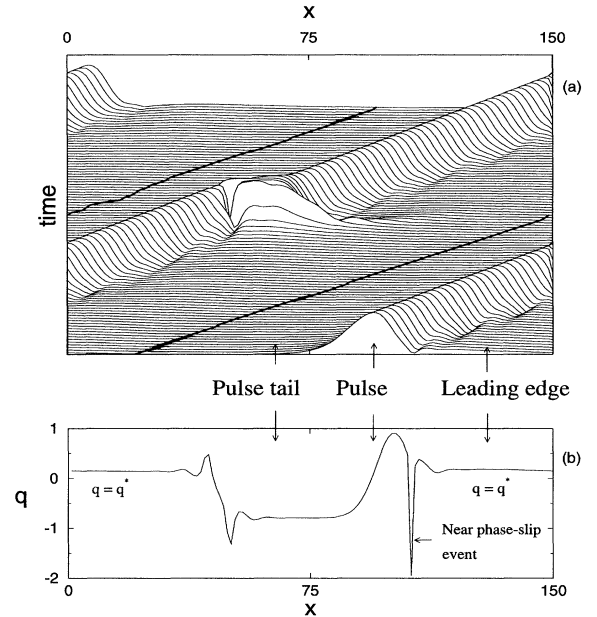 X
0 75 150
(a)
time
Pulse tail Pulse Leading edge
1
0
-1
-2
q
(b)
q = q*
q = q*
Near phase-slip
event
0 75 150
X